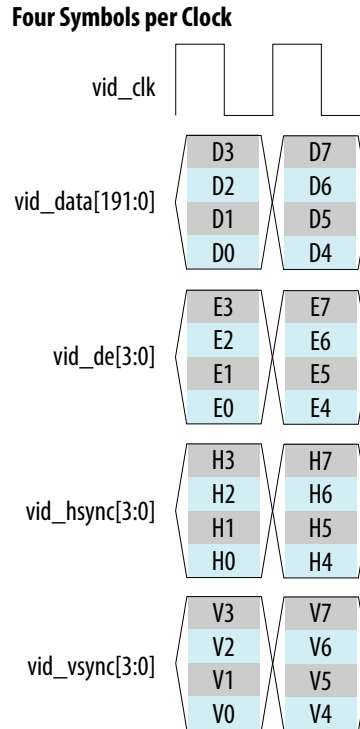 Four Symbols per Clock
vid_clk
vid_data[191:0]
D3 D7
D2 D6
D1 D5
D0 D4
vid_de[3:0]
E3 E7
E2 E6
E1 E5
E0 E4
vid_hsync[3:0]
H3 H7
H2 H6
H1 H5
H0 H4
vid_vsync[3:0]
V3 V7
V2 V6
V1 V5
V0 V4